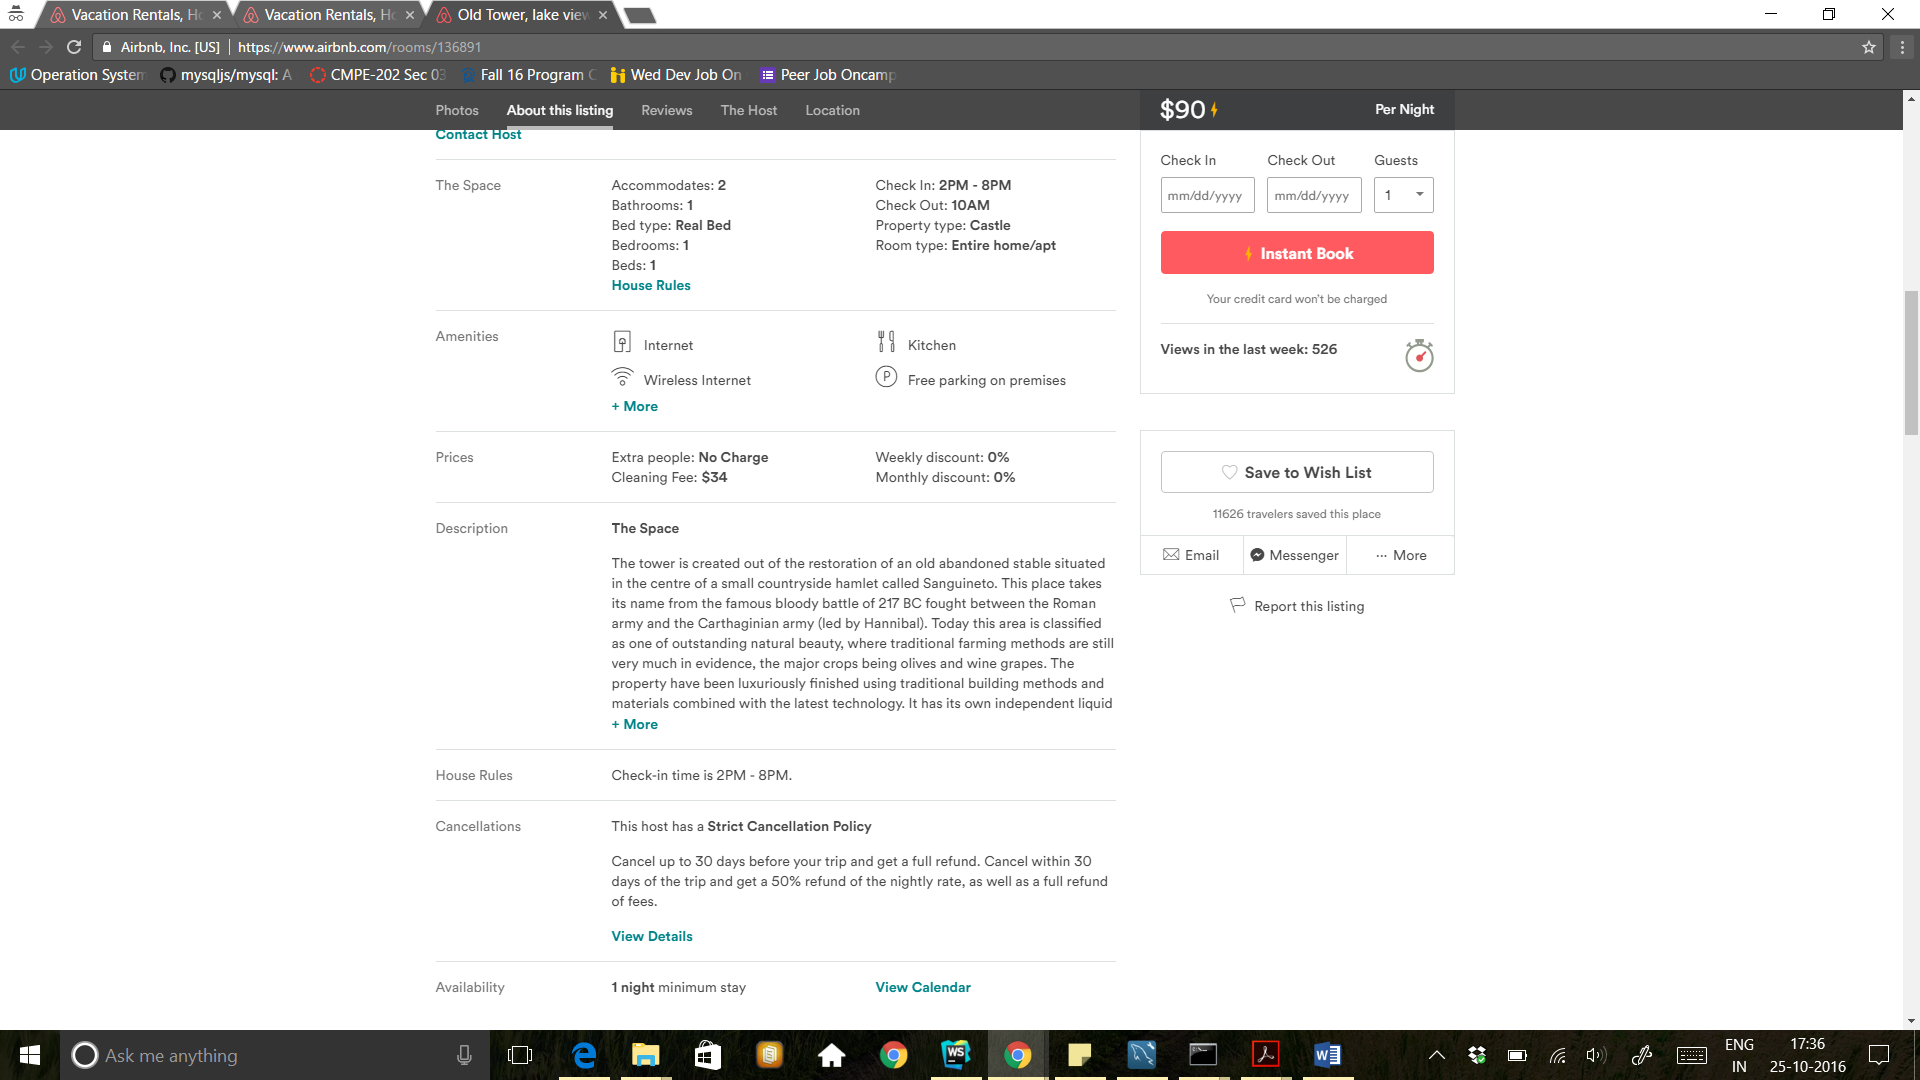 Vacation Rentals, Ho
Vacation Rentals, Ho
Old Tower, lake view
Airbnb, Inc. [US]
https://www.airbnb.com/rooms/136891
Operation System
mysqljs/mysql: A
CMPE-202 Sec 03
Fall 16 Program C
Wed Dev Job On
Peer Job Oncamp
Photos
About this listing
Reviews
The Host
Location
$90
Per Night
Contact Host
The Space
Accommodates: 2
Bathrooms: 1
Bed type: Real Bed
Bedrooms: 1
Beds: 1
House Rules
Check In: 2PM - 8PM
Check Out: 10AM
Property type: Castle
Room type: Entire home/apt
Check In
Check Out
Guests
mm/dd/yyyy
mm/dd/yyyy
1
Instant Book
Your credit card won't be charged
Views in the last week: 526
Amenities
Internet
Kitchen
Wireless Internet
P
Free parking on premises
+ More
Prices
Extra people: No Charge
Cleaning Fee: $34
Weekly discount: 0%
Monthly discount: 0%
Save to Wish List
11626 travelers saved this place
Email
Messenger
More
Report this listing
Description
The Space
The tower is created out of the restoration of an old abandoned stable situated
in the centre of a small countryside hamlet called Sanguineto. This place takes
its name from the famous bloody battle of 217 BC fought between the Roman
army and the Carthaginian army (led by Hannibal). Today this area is classified
as one of outstanding natural beauty, where traditional farming methods are still
very much in evidence, the major crops being olives and wine grapes. The
property have been luxuriously finished using traditional building methods and
materials combined with the latest technology. It has its own independent liquid
+ More
House Rules
Check-in time is 2PM - 8PM.
Cancellations
This host has a Strict Cancellation Policy
Cancel up to 30 days before your trip and get a full refund. Cancel within 30
days of the trip and get a 50% refund of the nightly rate, as well as a full refund
of fees.
View Details
Availability
1 night minimum stay
View Calendar
Ask me anything
WS
ENG
IN
17:36
25-10-2016